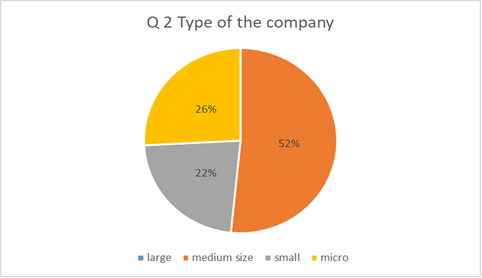 Q 2 Type of the company
26%
52%
22%
large medium size small micro